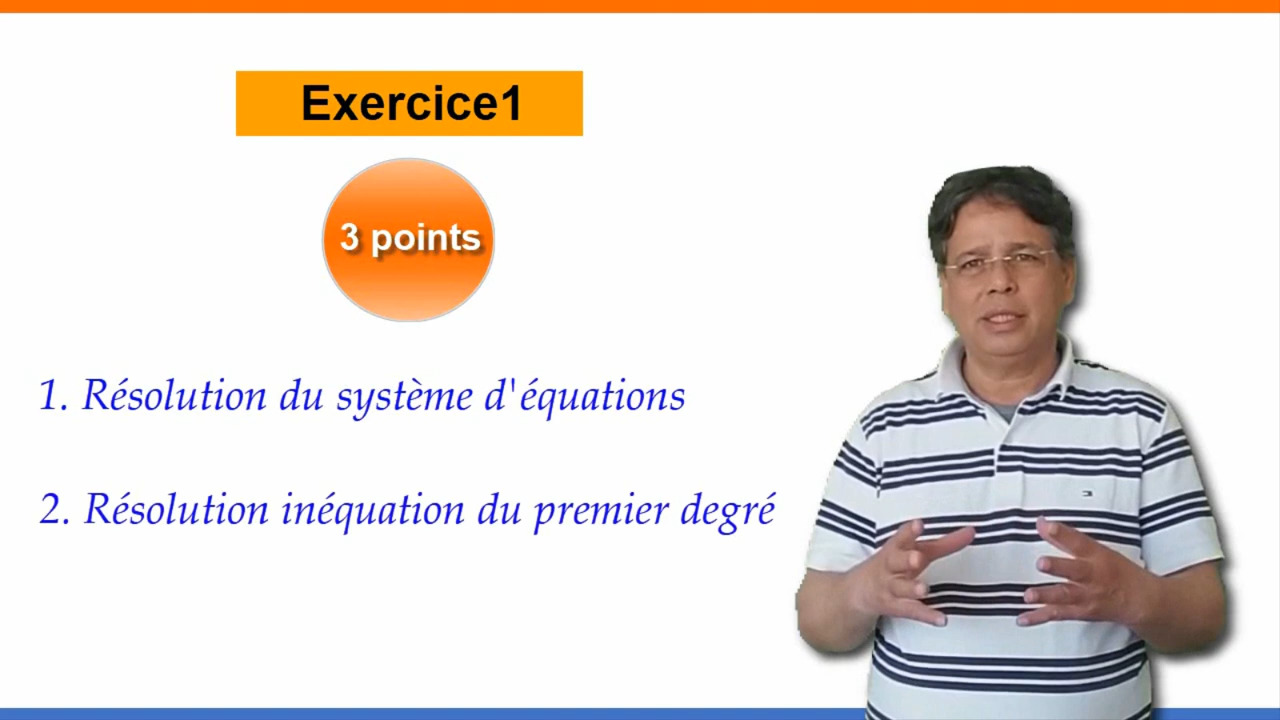 Exercice1
3 points
1. Résolution du système d'équations
2. Résolution inéquation du premier degré